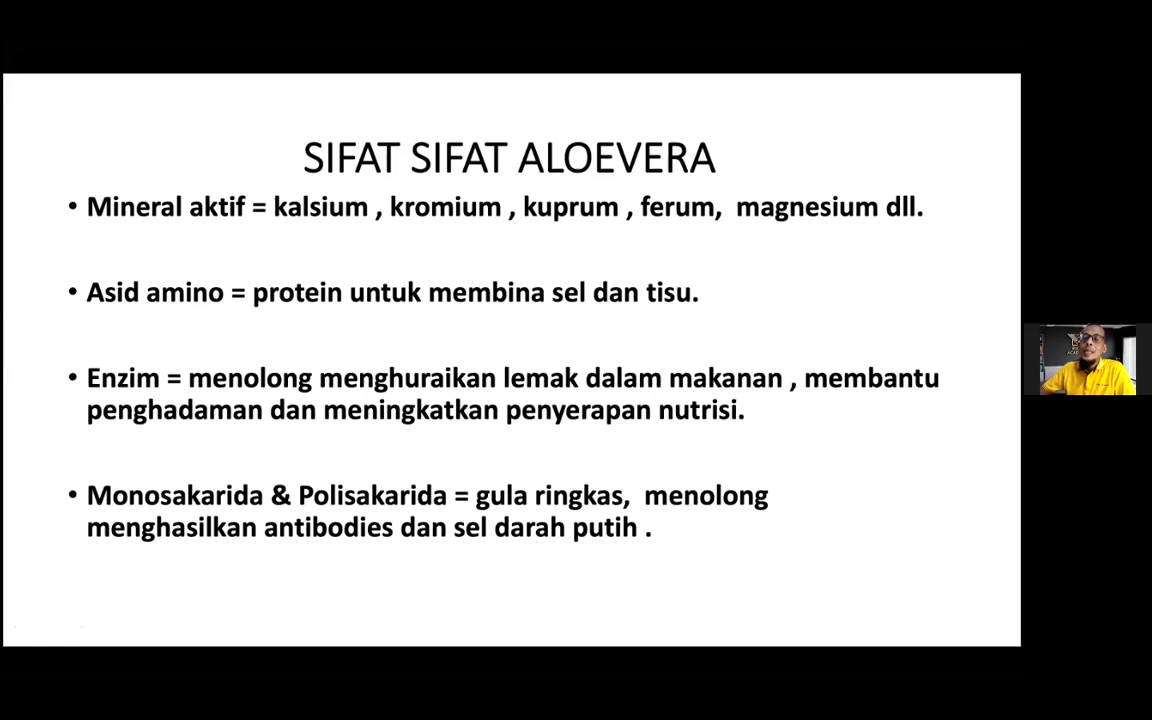 SIFAT SIFAT ALOEVERA
• Mineral aktif = kalsium , kromium , kuprum , ferum, magnesium dll.
• Asid amino = protein untuk membina sel dan tisu.
• Enzim = menolong menghuraikan lemak dalam makanan , membantu
penghadaman dan meningkatkan penyerapan nutrisi.
• Monosakarida & Polisakarida = gula ringkas, menolong
menghasilkan antibodies dan sel darah putih .